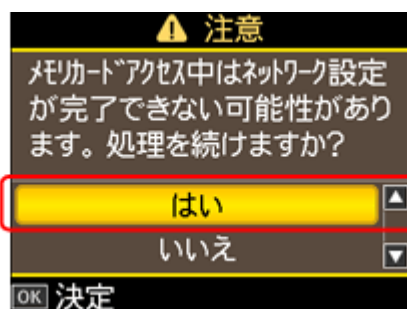 注意
ﾒﾓﾘｶｰﾄﾞｱｸｾｽ中はﾈｯﾄﾜｰｸ設定
が完了できない可能性があり
ます。処理を続けますか?
はい
いいえ
OK 決定